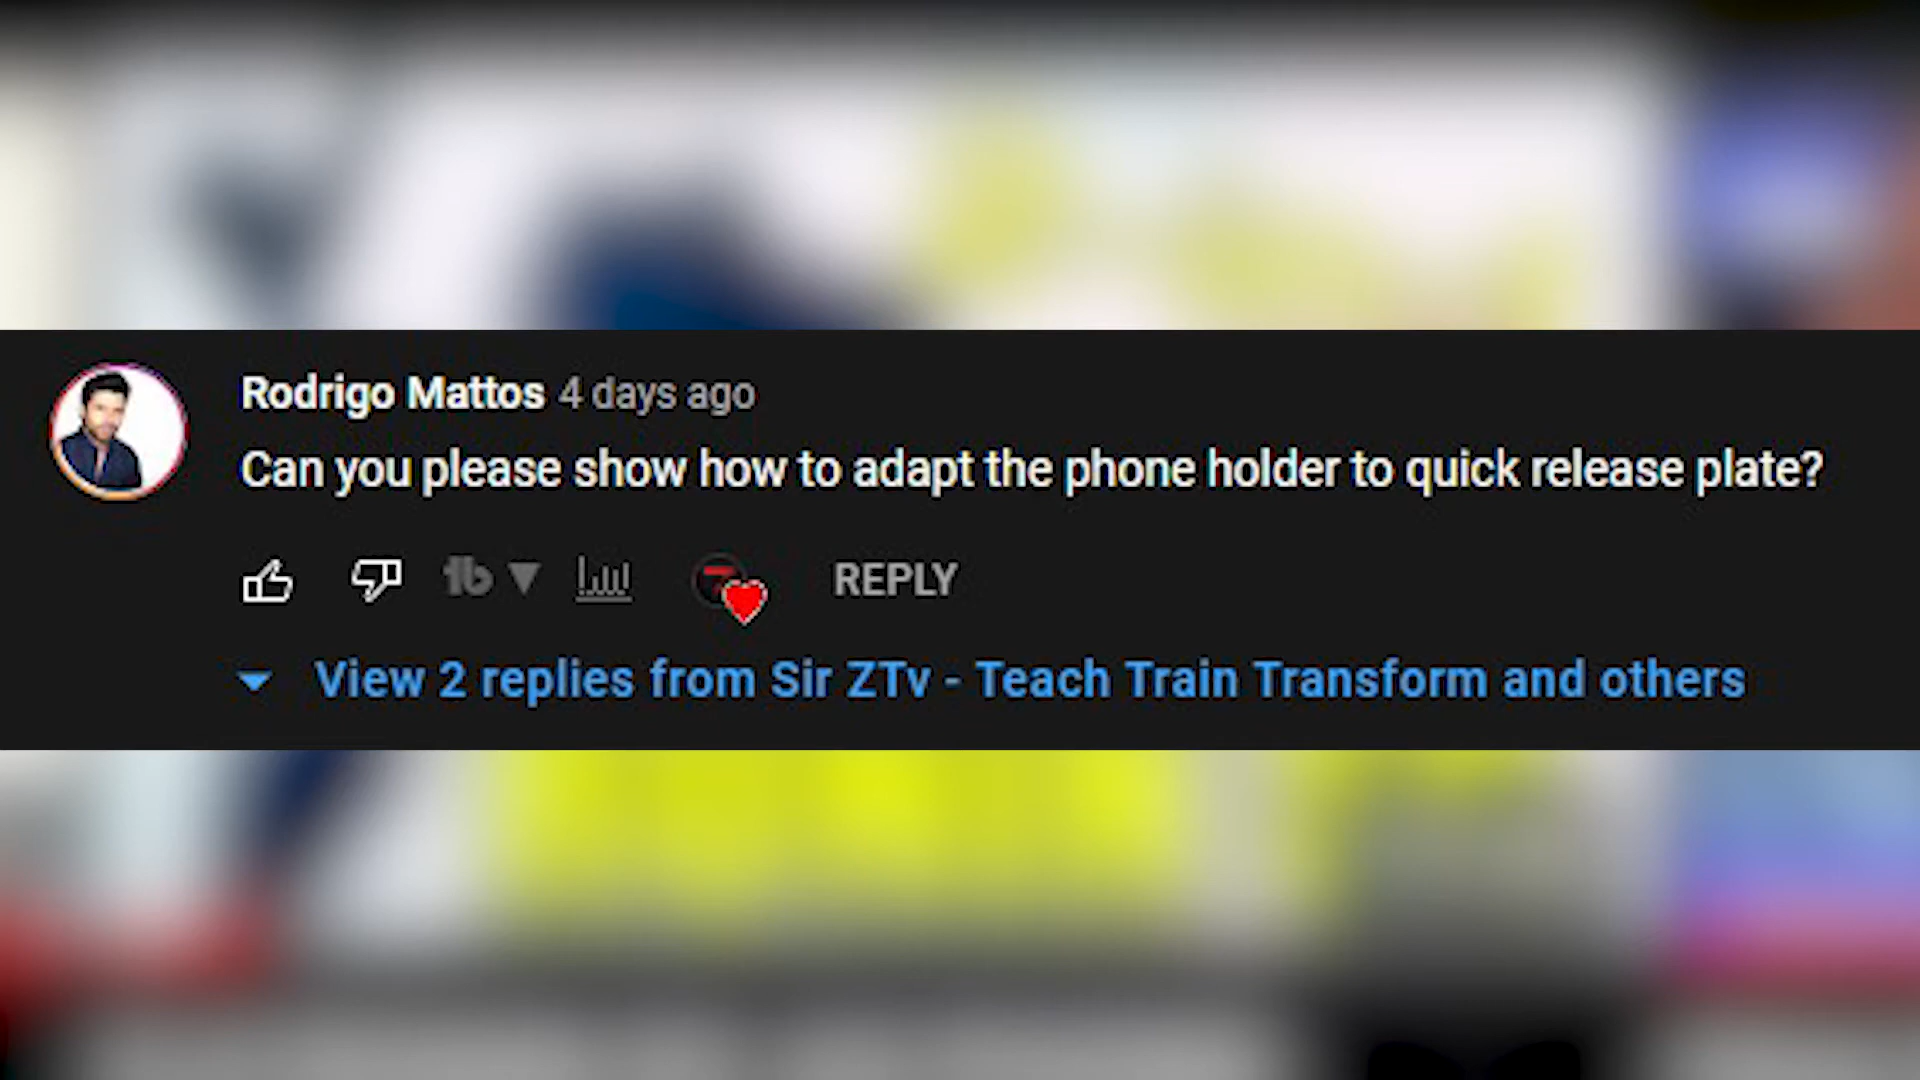 Rodrigo Mattos 4 days ago
Can you please show how to adapt the phone holder to quick release plate?
tb
REPLY
View 2 replies from Sir ZTv - Teach Train Transform and others